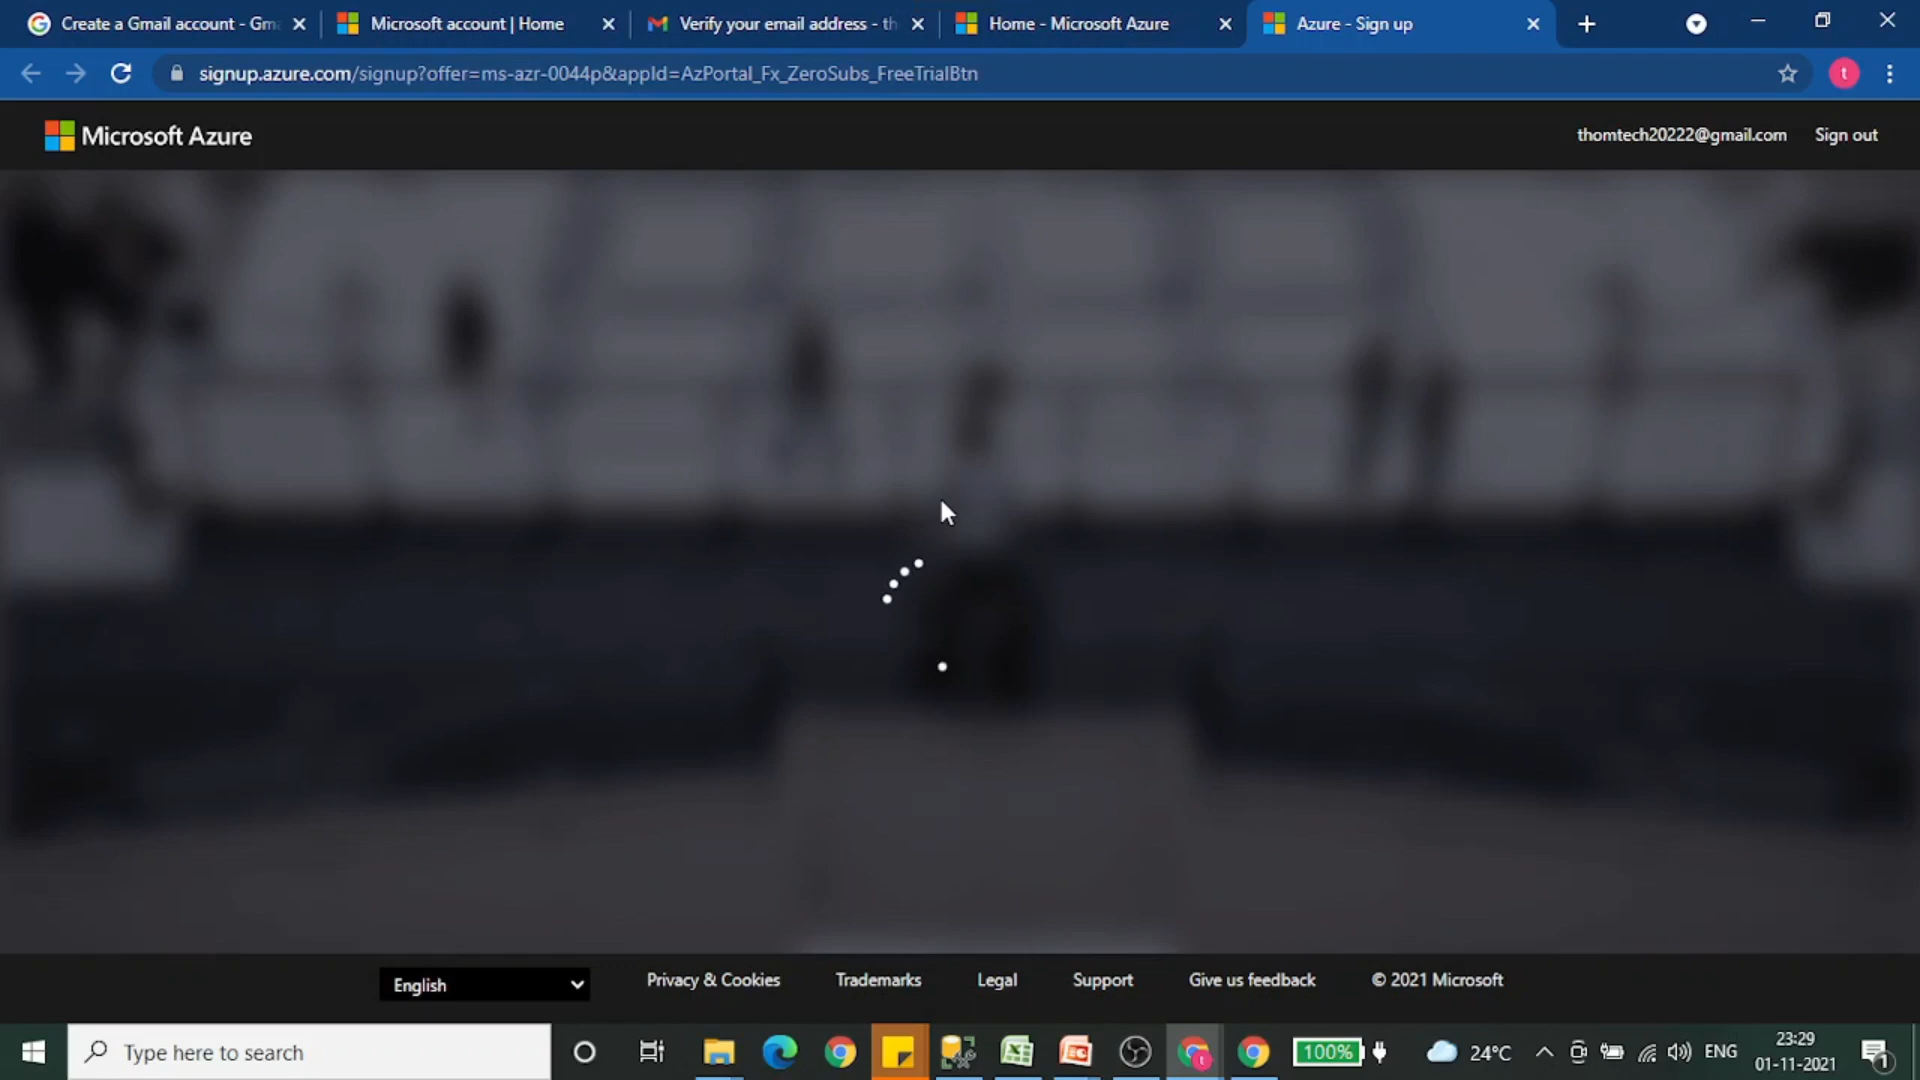 Create a Gmail account - Gma
Microsoft account | Home
Verify your email address - th
Home - Microsoft Azure
Azure - Sign up
signup.azure.com/signup?offer=ms-azr-0044p&appId=AzPortal_Fx_ZeroSubs_FreeTrialBtn
t
Microsoft Azure
thomtech20222@gmail.com
Sign out
English
Privacy & Cookies
Trademarks
Legal
Support
Give us feedback
© 2021 Microsoft
Type here to search
100%
24°C
ENG
23:29
01-11-2021
1